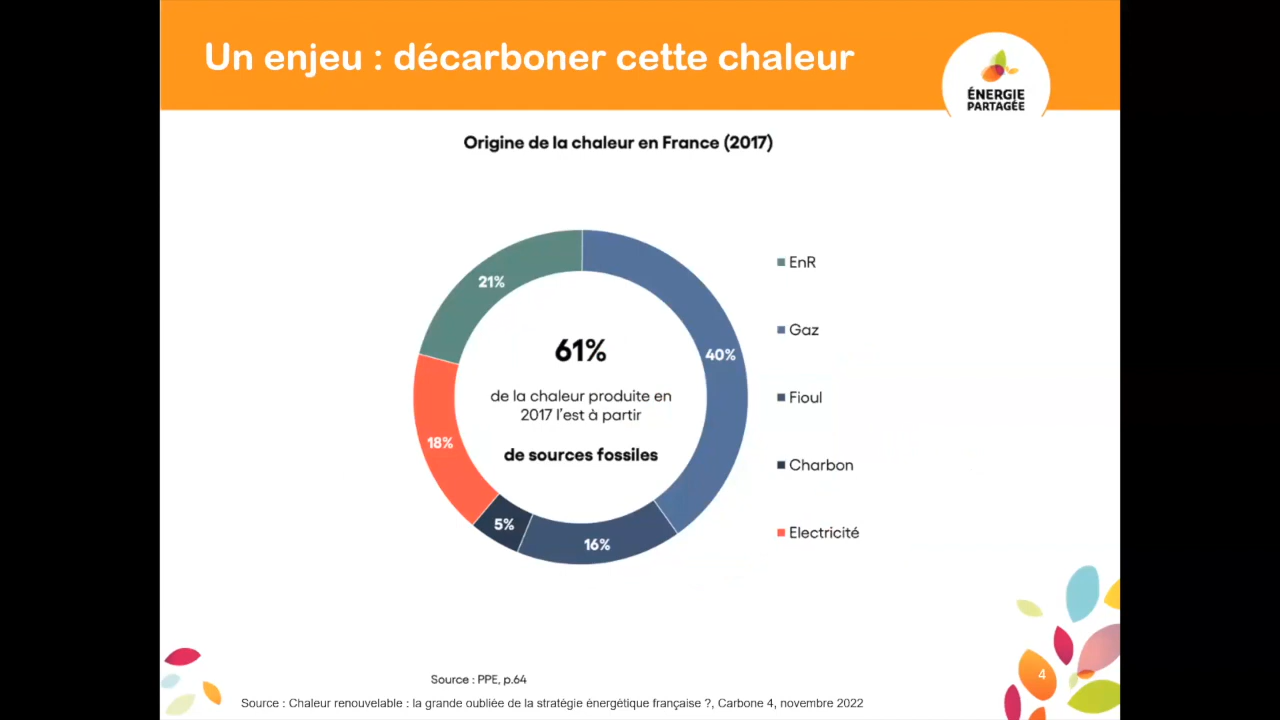 Un enjeu : décarboner cette chaleur
ÉNERGIE
PARTAGÉE
Origine de la chaleur en France (2017)
21%
40%
18%
5%
16%
61%
de la chaleur produite en
2017 l'est à partir
de sources fossiles
EnR
Gaz
Fioul
Charbon
Electricité
Source : PPE, p.64
Source : Chaleur renouvelable : la grande oubliée de la stratégie énergétique française ?, Carbone 4, novembre 2022
4